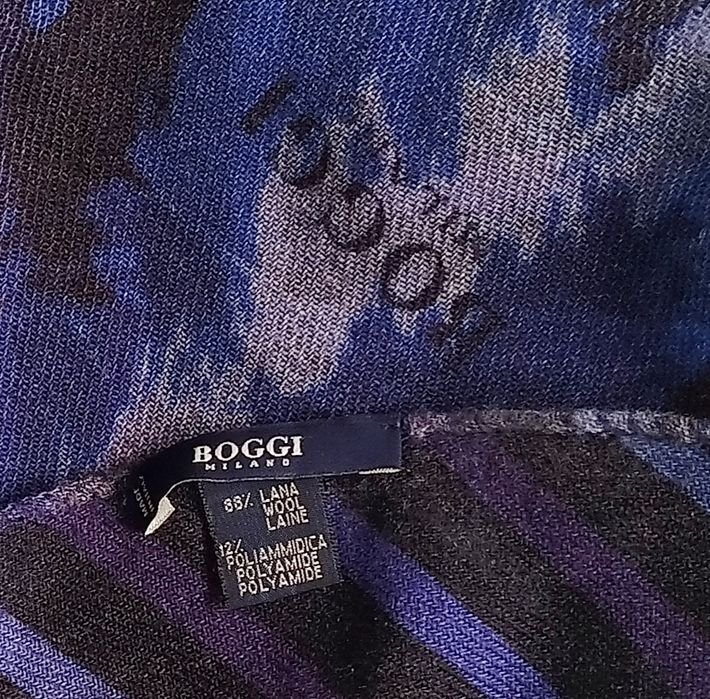 BOGGI
MILANO
88% LANA
WOOL
LAINE
12%
POLIAMMIDICA
POLYAMIDE
POLYAMIDE